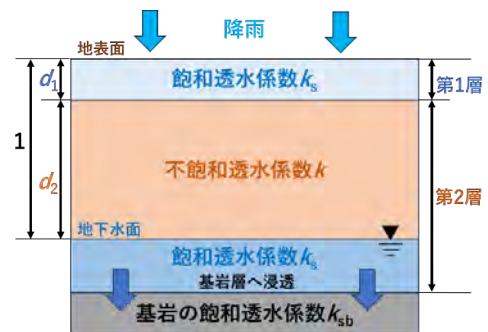 降雨
地表面
d1
飽和透水係数ks
第1層
1
d2
不飽和透水係数k
第2層
地下水面
飽和透水係数ks
基岩層へ浸透
基岩の飽和透水係数ksb